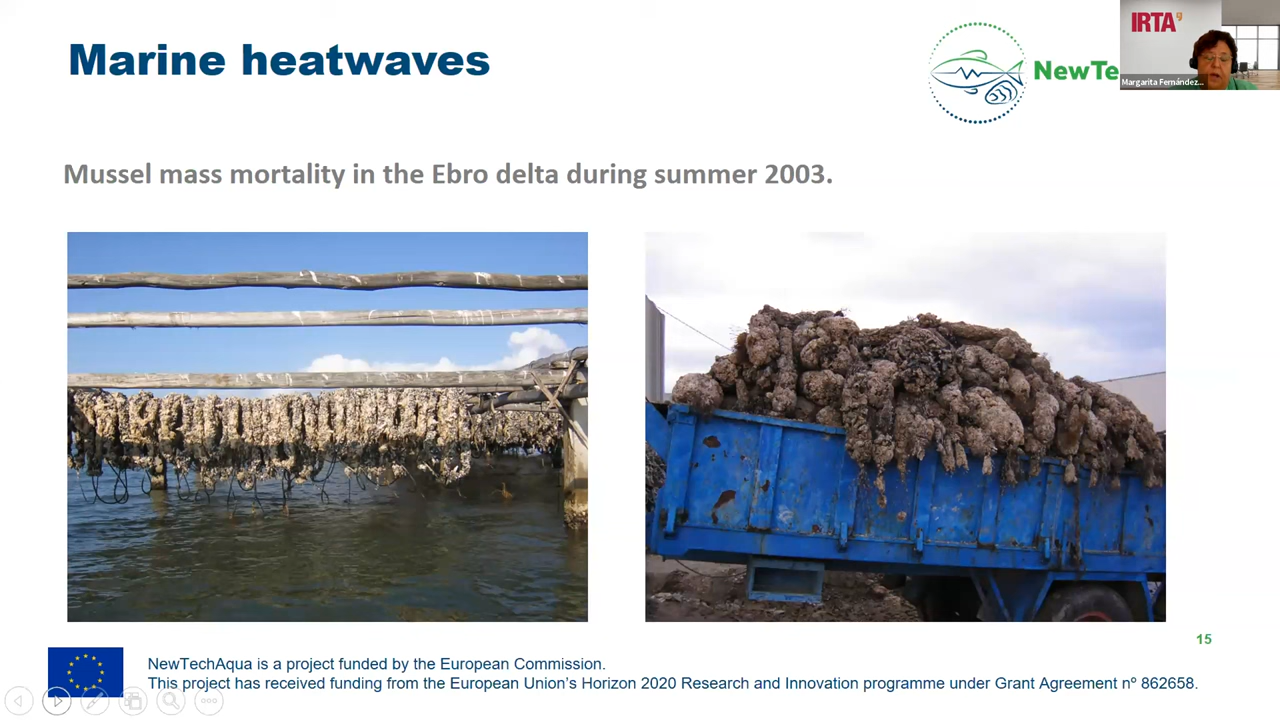 Marine heatwaves
NewTe
IRTA
Margarita Fernández...
Mussel mass mortality in the Ebro delta during summer 2003.
15
NewTechAqua is a project funded by the European Commission.
This project has received funding from the European Union's Horizon 2020 Research and Innovation programme under Grant Agreement nº 862658.